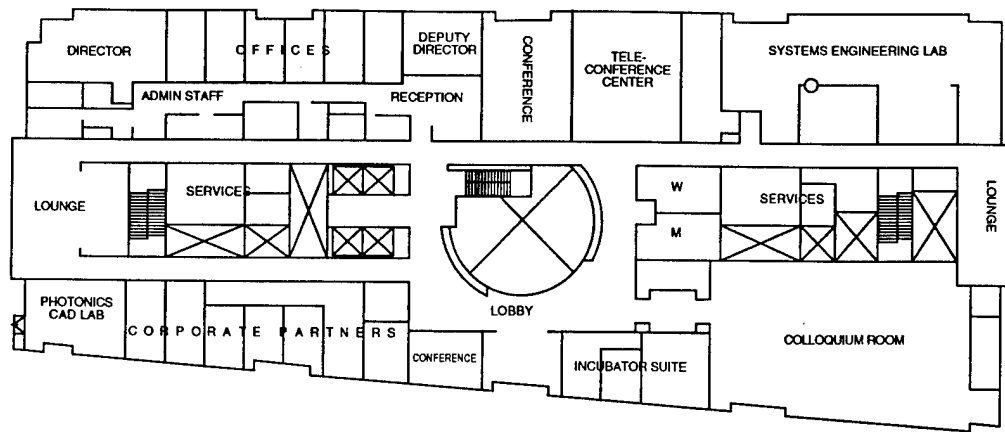 DIRECTOR
OFFICES
DEPUTY
DIRECTOR
CONFERENCE
TELE-
CONFERENCE
CENTER
SYSTEMS ENGINEERING LAB
ADMIN STAFF
RECEPTION
LOUNGE
SERVICES
W
M
SERVICES
LOUNGE
LOBBY
PHOTONICS
CAD LAB
CORPORATE PARTNERS
CONFERENCE
INCUBATOR SUITE
COLLOQUIUM ROOM